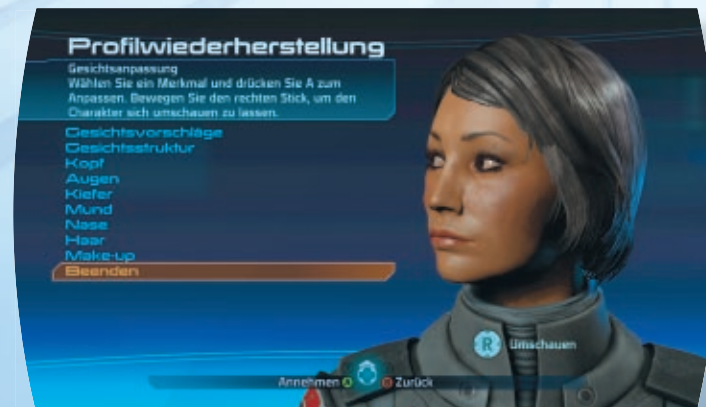 Profilwiederherstellung
Gesichtsanpassung
Wählen Sie ein Merkmal und drücken Sie A zum
Anpassen. Bewegen Sie den rechten Stick, um den
Charakter sich umschauen zu lassen.
Gesichtsvorschläge
Gesichtsstruktur
Kopf
Augen
Kiefer
Mund
Nase
Haar
Make-up
Beenden
R Umschauen
Annehmen A B Zurück